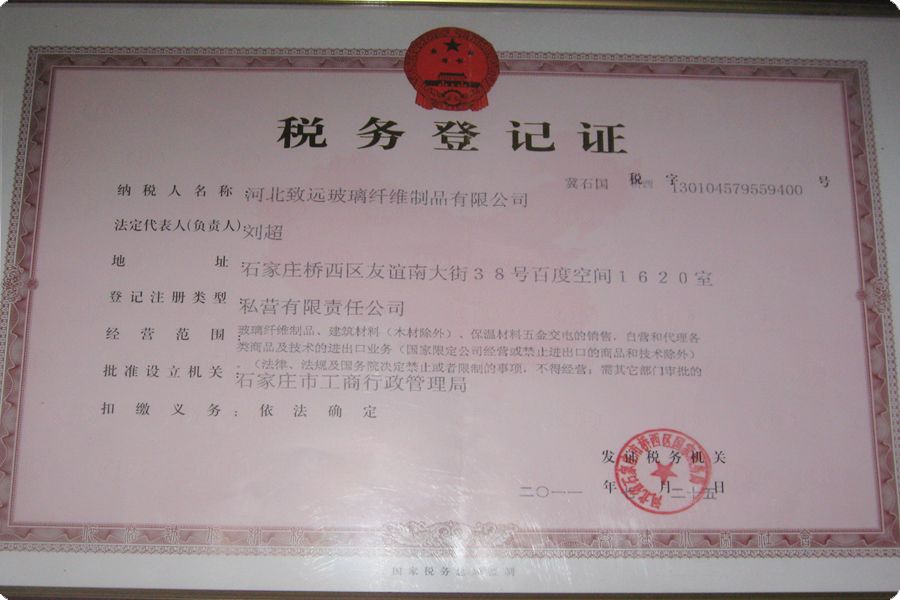 税务登记证
冀石国 税 西 字 130104579559400 号
纳税人名称: 河北致远玻璃纤维制品有限公司
法定代表人(负责人): 刘超
地址: 石家庄桥西区友谊南大街38号百度空间1620室
登记注册类型: 私营有限责任公司
经营范围: 玻璃纤维制品、建筑材料(木材除外)、保温材料五金交电的销售,自营和代理各
类商品及技术的进出口业务(国家限定公司经营或禁止进出口的商品和技术除外)
。(法律、法规及国务院决定禁止或者限制的事项,不得经营;需其它部门审批的
批准设立机关: 石家庄市工商行政管理局
扣缴义务: 依法确定
发证税务机关
二〇一一 年 月 二十五 日
国家税务总局监制